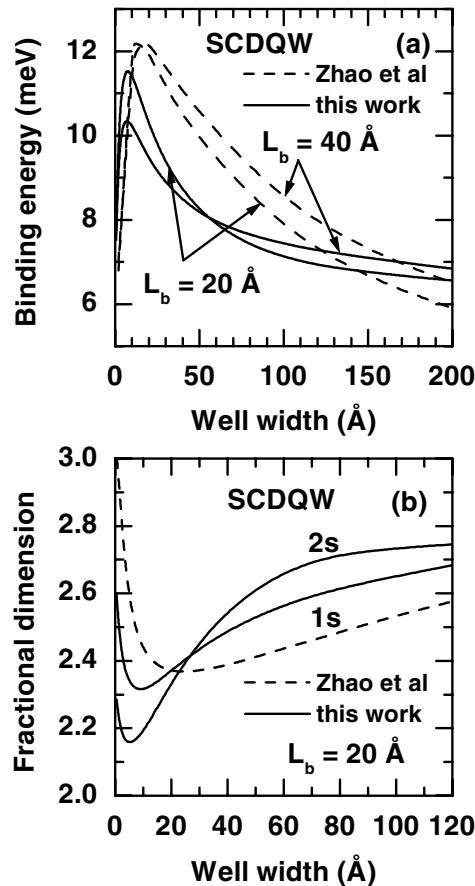 SCDQW (a)
Zhao et al
this work
L_b = 40 Å
L_b = 20 Å
12
10
8
6
Binding energy (meV)
0 50 100 150 200
Well width (Å)
3.0
2.8
2.6
2.4
2.2
2.0
Fractional dimension
SCDQW (b)
2s
1s
Zhao et al
this work
L_b = 20 Å
0 20 40 60 80 100 120
Well width (Å)